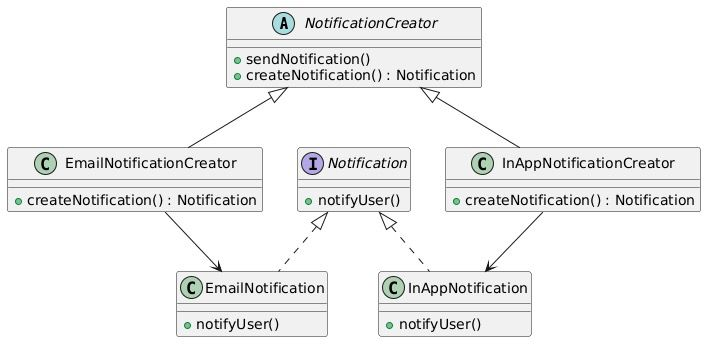 A NotificationCreator
sendNotification()
createNotification() : Notification
C EmailNotificationCreator
createNotification() : Notification
I Notification
notifyUser()
C InAppNotificationCreator
createNotification() : Notification
C EmailNotification
notifyUser()
C InAppNotification
notifyUser()